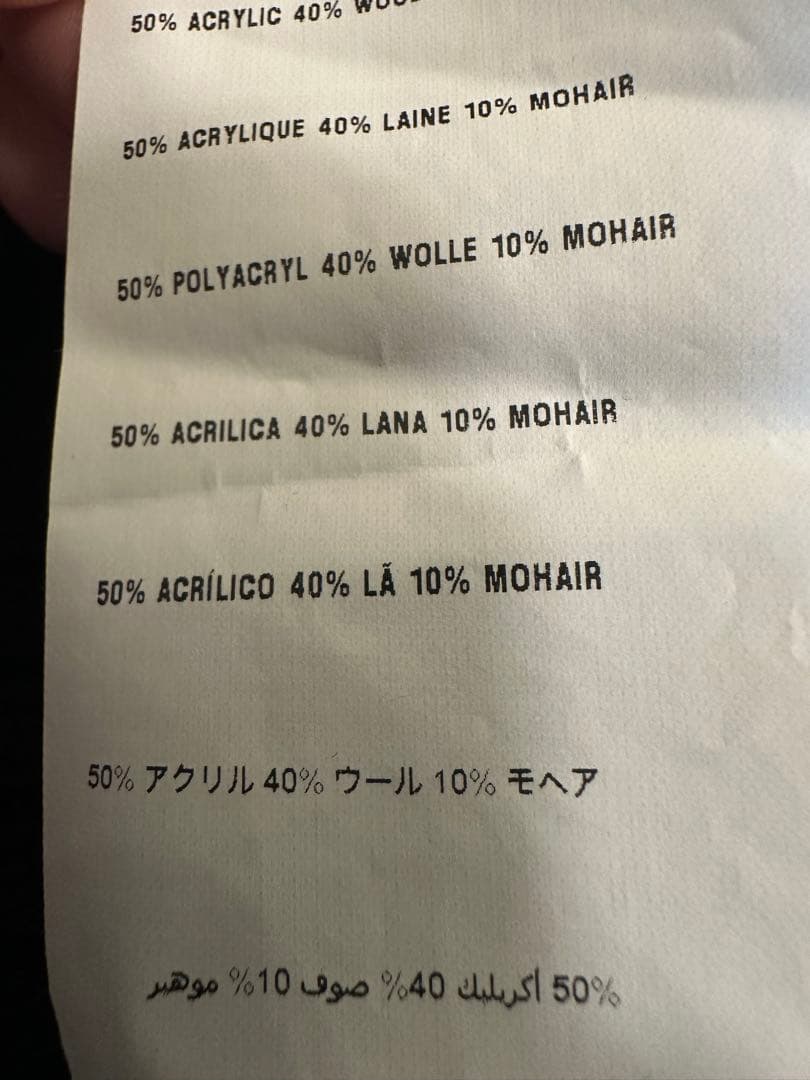 50% ACRYLIC 40%
50% ACRYLIQUE 40% LAINE 10% MOHAIR
50% POLYACRYL 40% WOLLE 10% MOHAIR
50% ACRILICA 40% LANA 10% MOHAIR
50% ACRÍLICO 40% LÃ 10% MOHAIR
50% アクリル 40% ウール 10% モヘア
50% أكريليك 40% صوف 10% موهير